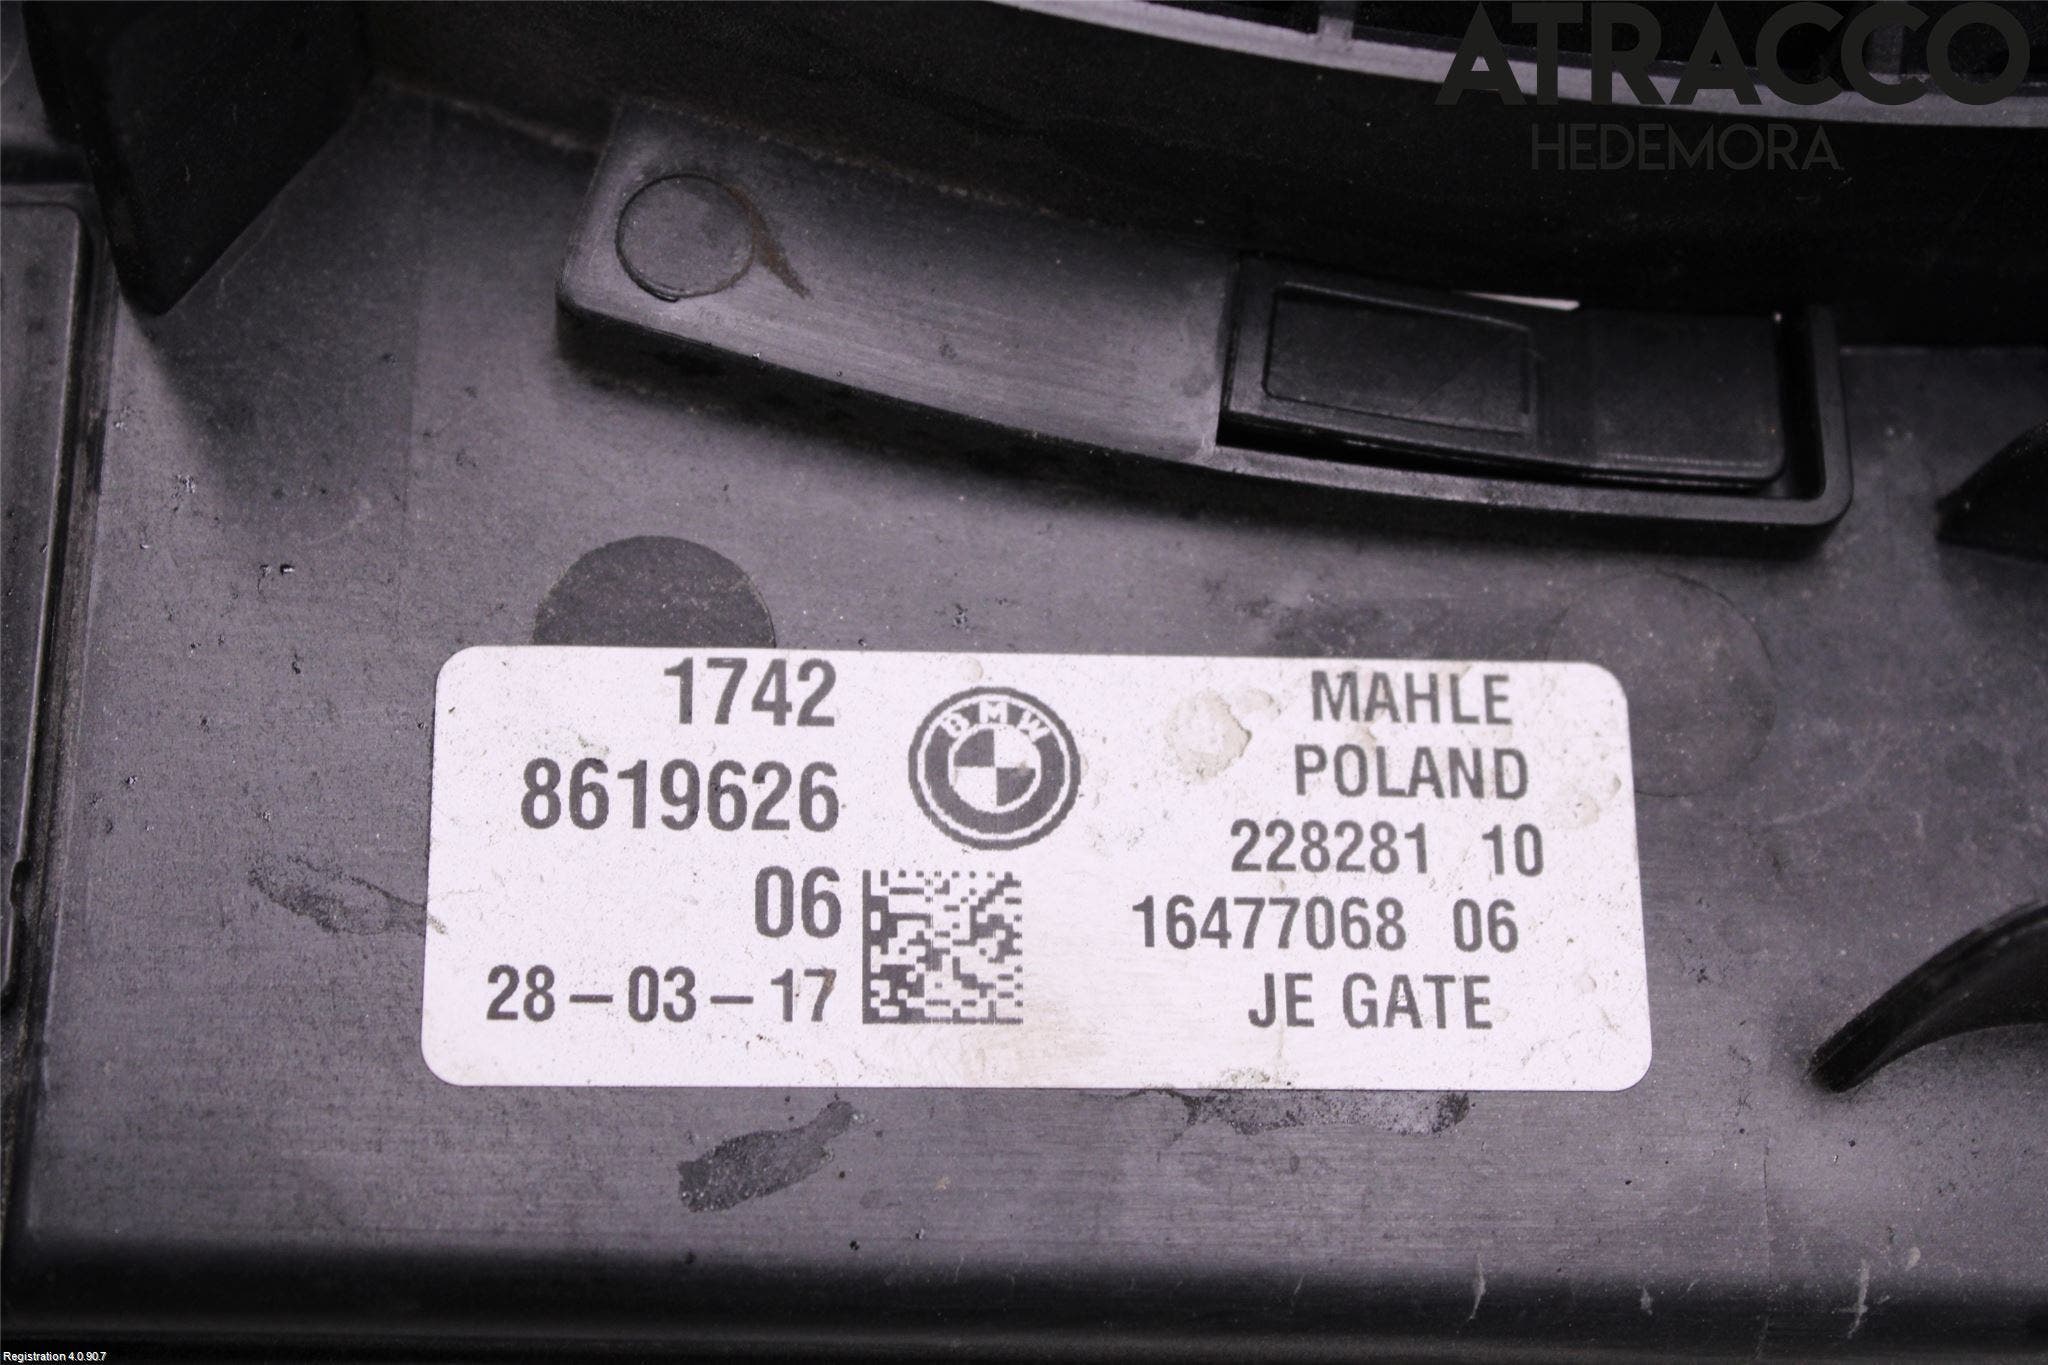 ATRACCO
HEDEMORA
1742
8619626
06
28-03-17
BMW
MAHLE
POLAND
228281 10
16477068 06
JE GATE
Registration 4.0.90.7